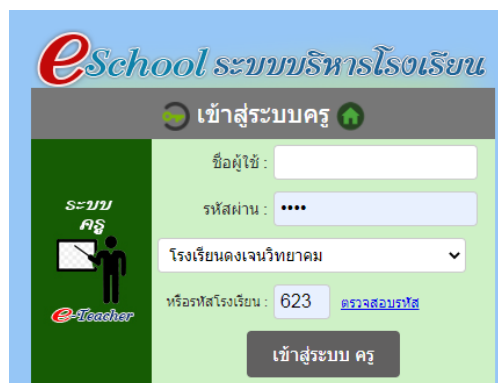 eSchool ระบบบริหารโรงเรียน
เข้าสู่ระบบครู
ชื่อผู้ใช้ :
ระบบ
ครู
รหัสผ่าน : ••••
โรงเรียนดงเจนวิทยาคม
e-Teacher
หรือรหัสโรงเรียน : 623 ตรวจสอบรหัส
เข้าสู่ระบบ ครู